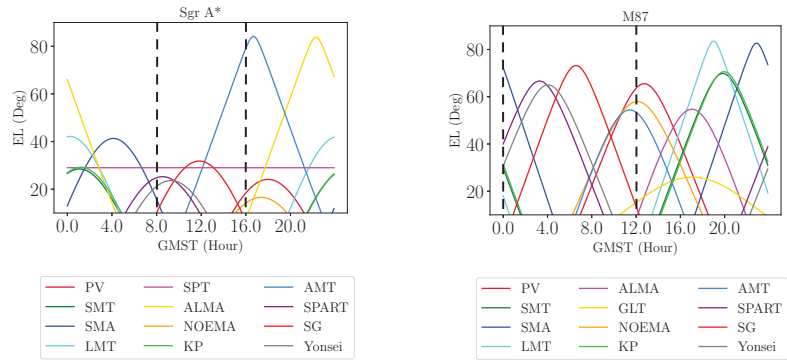 Sgr A*
80
60
40
20
EL (Deg)
0.0 4.0 8.0 12.0 16.0 20.0
GMST (Hour)
PV SPT AMT
SMT ALMA SPART
SMA NOEMA SG
LMT KP Yonsei
M87
80
60
40
20
EL (Deg)
0.0 4.0 8.0 12.0 16.0 20.0
GMST (Hour)
PV ALMA AMT
SMT GLT SPART
SMA NOEMA SG
LMT KP Yonsei